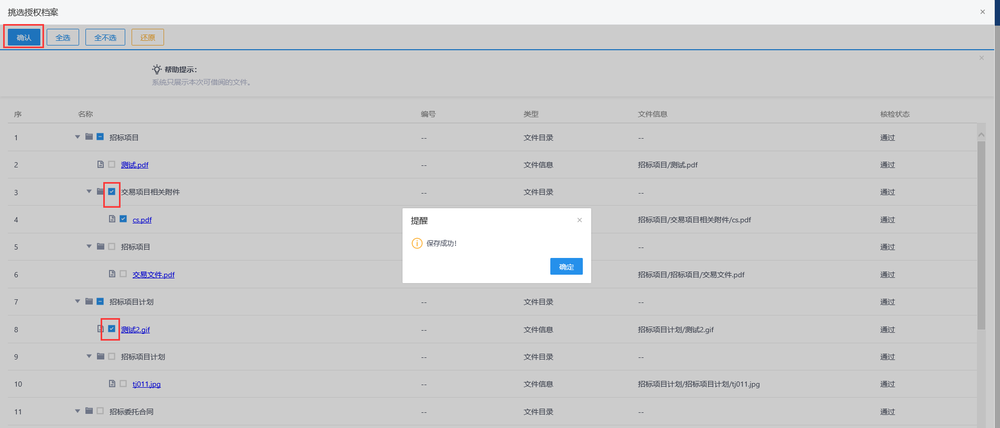 挑选授权档案
确认 全选 全不选 还原
帮助提示：
系统只展示本次可借阅的文件。
序 名称 编号 类型 文件信息 核检状态
1 招标项目 -- 文件目录 -- 通过
2 测试.pdf -- 文件信息 招标项目/测试.pdf 通过
3 交易项目相关附件 -- 文件目录 -- 通过
4 cs.pdf 招标项目/交易项目相关附件/cs.pdf 通过
5 招标项目 -- 通过
6 交易文件.pdf 招标项目/招标项目/交易文件.pdf 通过
提醒
保存成功！
确定
7 招标项目计划 -- 文件目录 -- 通过
8 测试2.gif -- 文件信息 招标项目计划/测试2.gif 通过
9 招标项目计划 -- 文件目录 -- 通过
10 tj011.jpg -- 文件信息 招标项目计划/招标项目计划/tj011.jpg 通过
11 招标委托合同 -- 文件目录 -- 通过